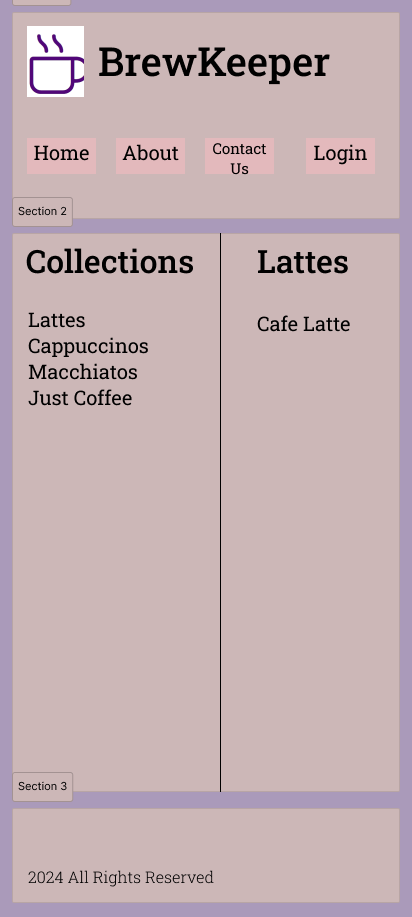 BrewKeeper
Home
About
Contact
Us
Login
Section 2
Collections
Lattes
Cappuccinos
Macchiatos
Just Coffee
Lattes
Cafe Latte
Section 3
2024 All Rights Reserved